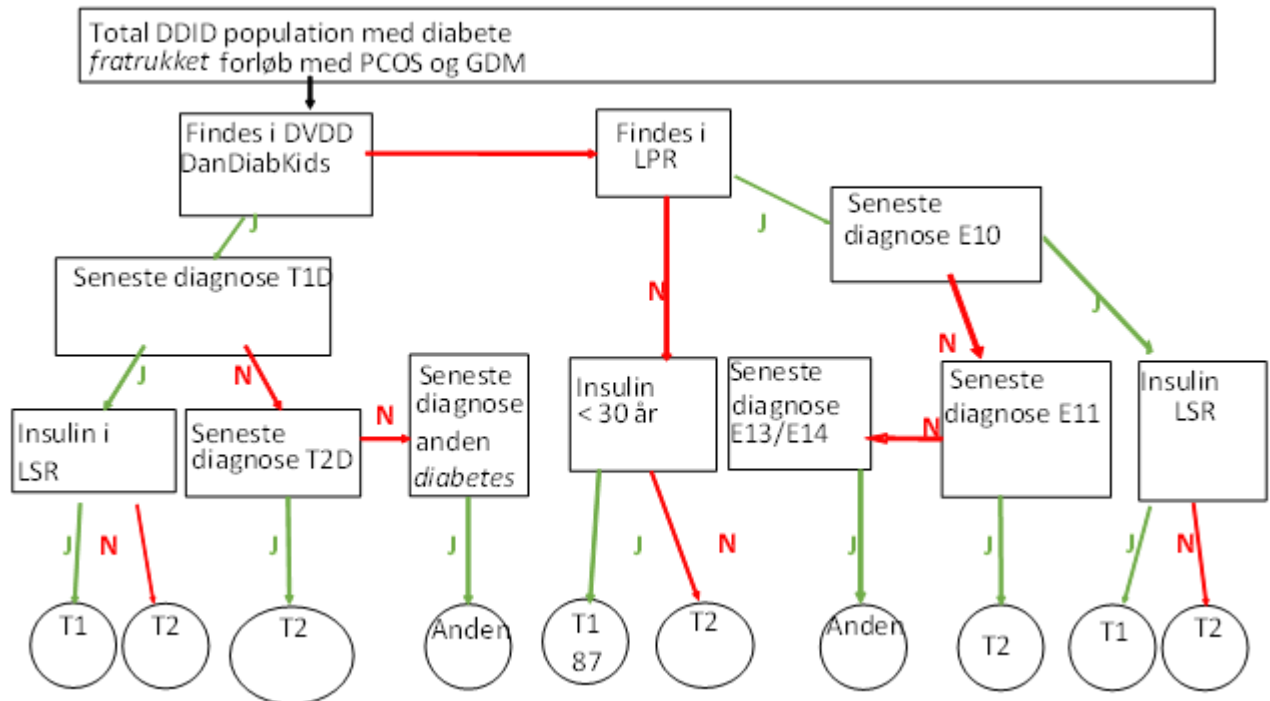 Total DDID population med diabete
fratrukket forløb med PCOS og GDM
Findes i DVDD
DanDiabKids
Findes i
LPR
Seneste
diagnose E10
J
J
Seneste diagnose T1D
N
J
J
N
N
Seneste
diagnose
anden
diabetes
Insulin
< 30 år
Seneste
diagnose
E13/E14
Seneste
diagnose E11
Insulin
LSR
N
N
Insulin i
LSR
Seneste
diagnose T2D
J
N
J
J
J
N
J
J
J
N
T1
T2
T2
Anden
T1
87
T2
Anden
T2
T1
T2